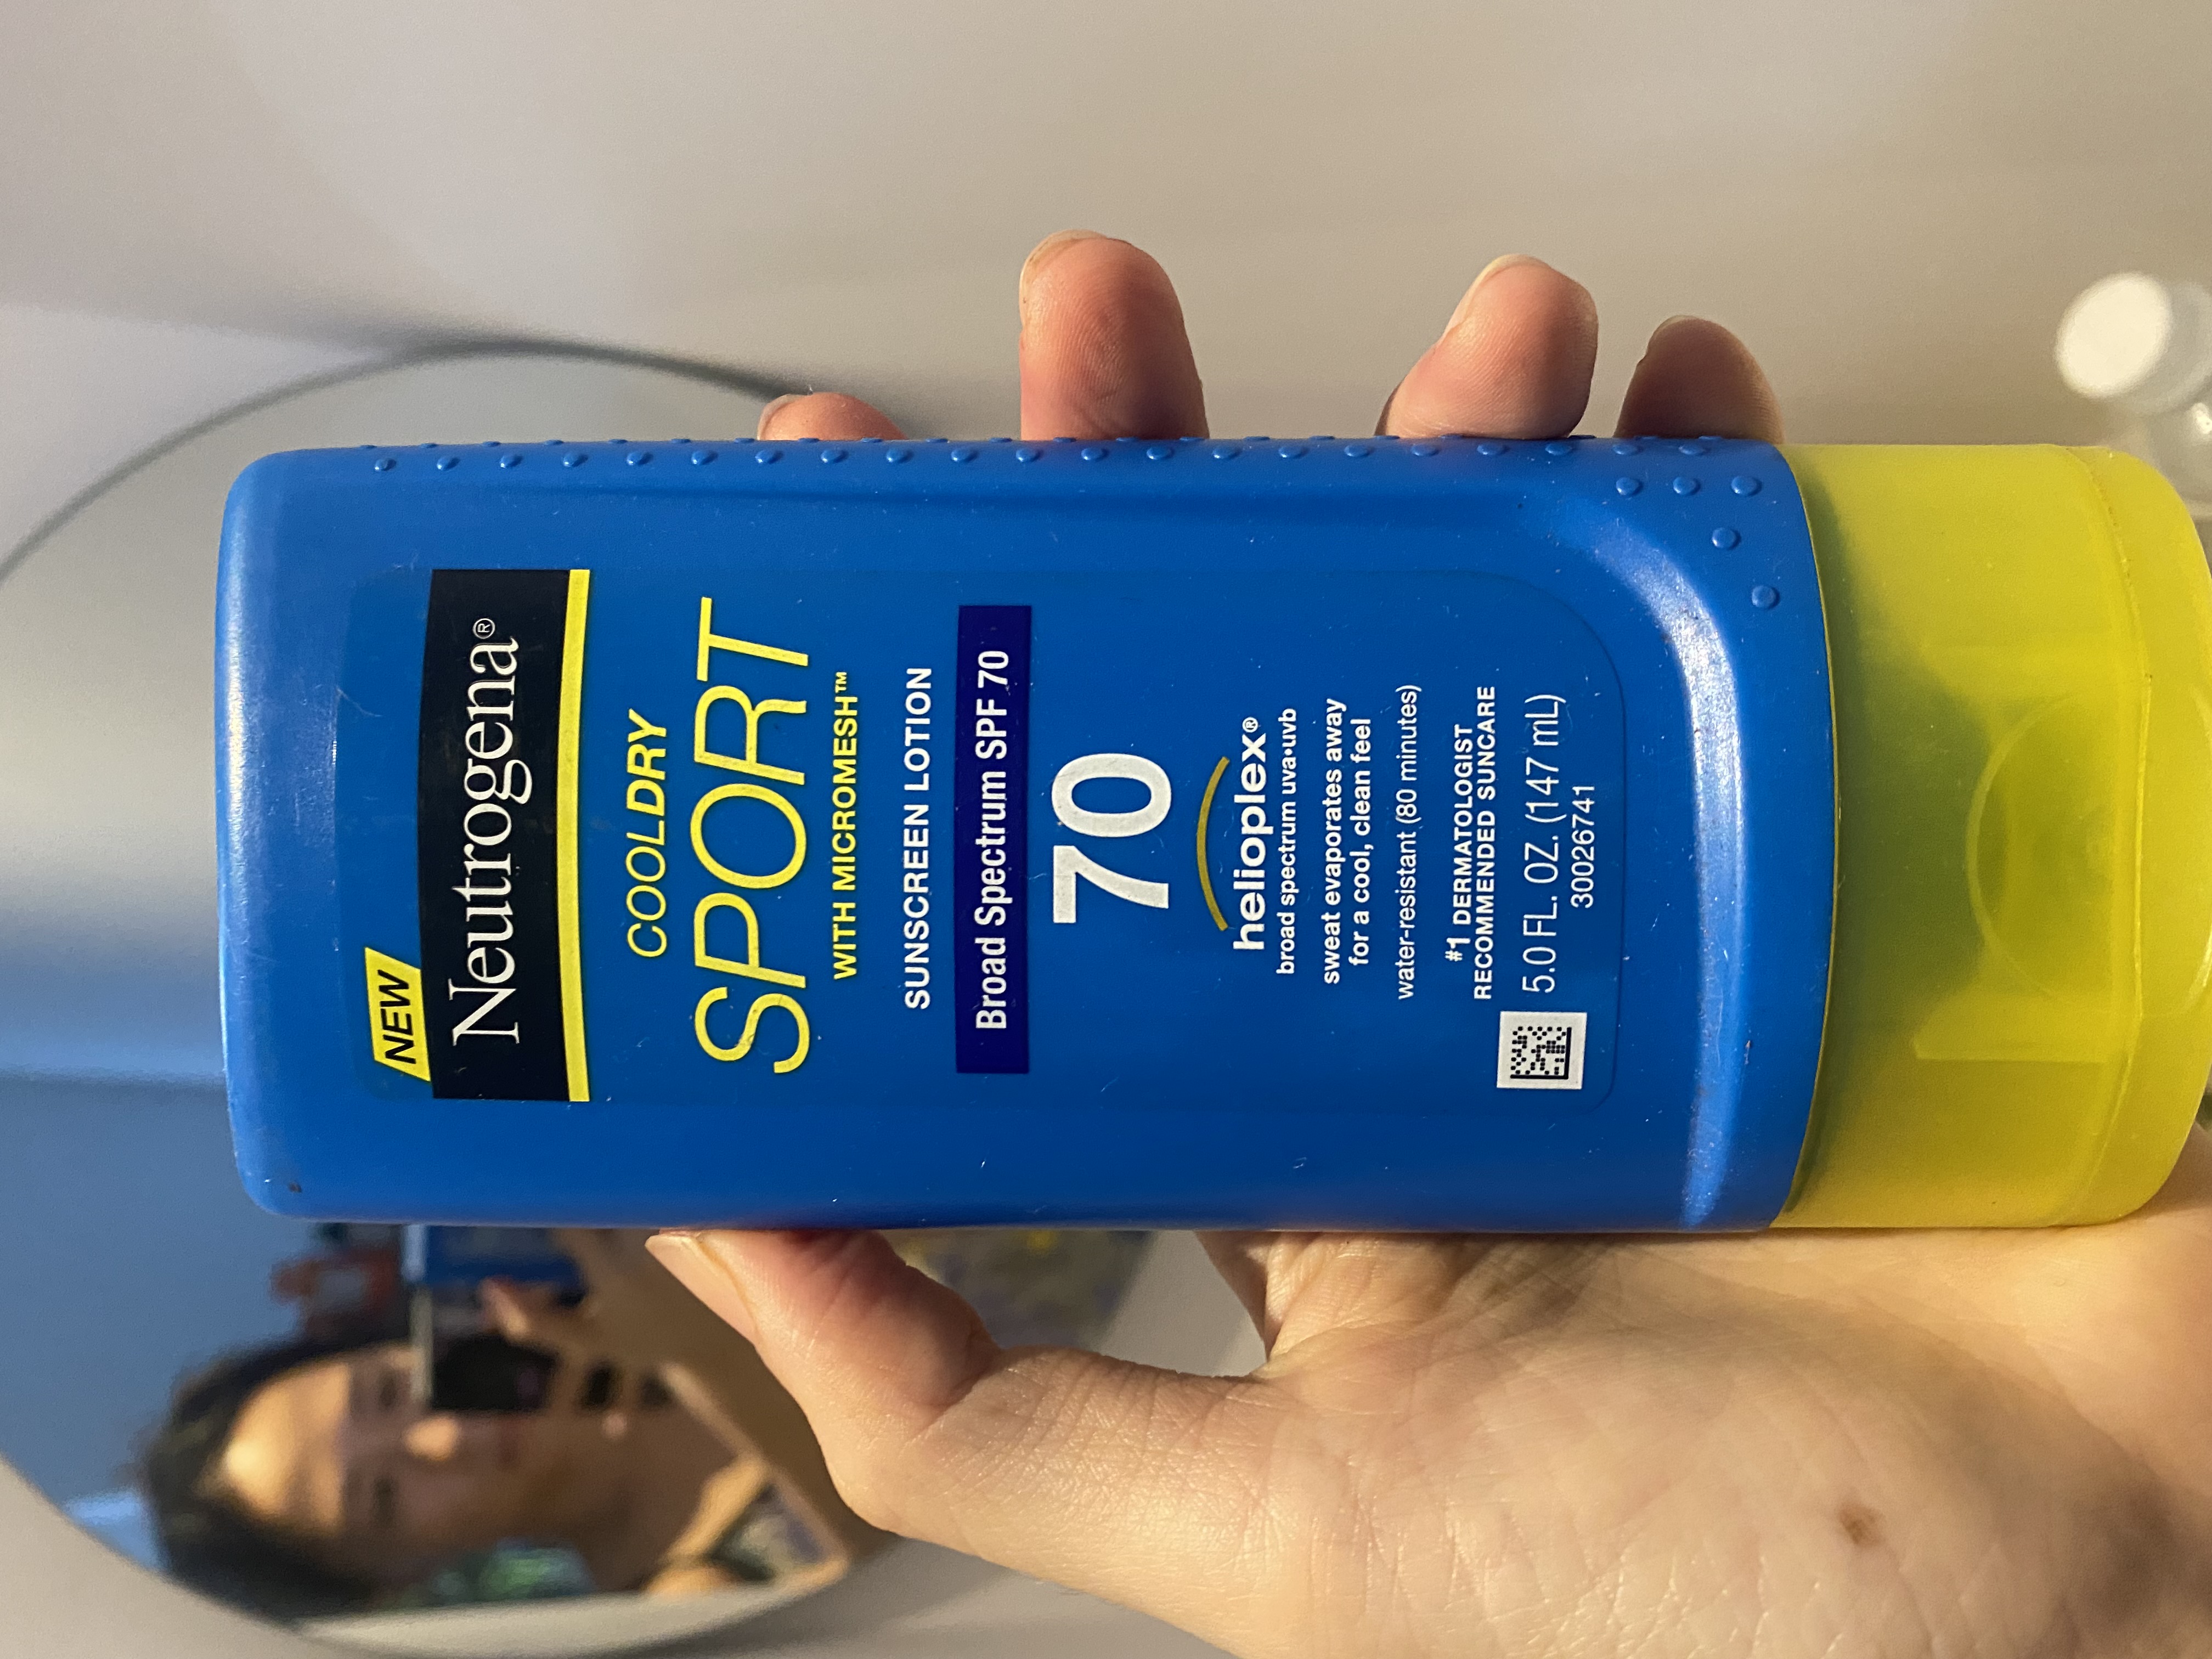 NEW
Neutrogena®
COOLDRY
SPORT
WITH MICROMESH™
SUNSCREEN LOTION
Broad Spectrum SPF 70
70
helioplex®
broad spectrum uva•uvb
sweat evaporates away
for a cool, clean feel
water-resistant (80 minutes)
#1 DERMATOLOGIST
RECOMMENDED SUNCARE
5.0 FL. OZ. (147 mL)
30026741